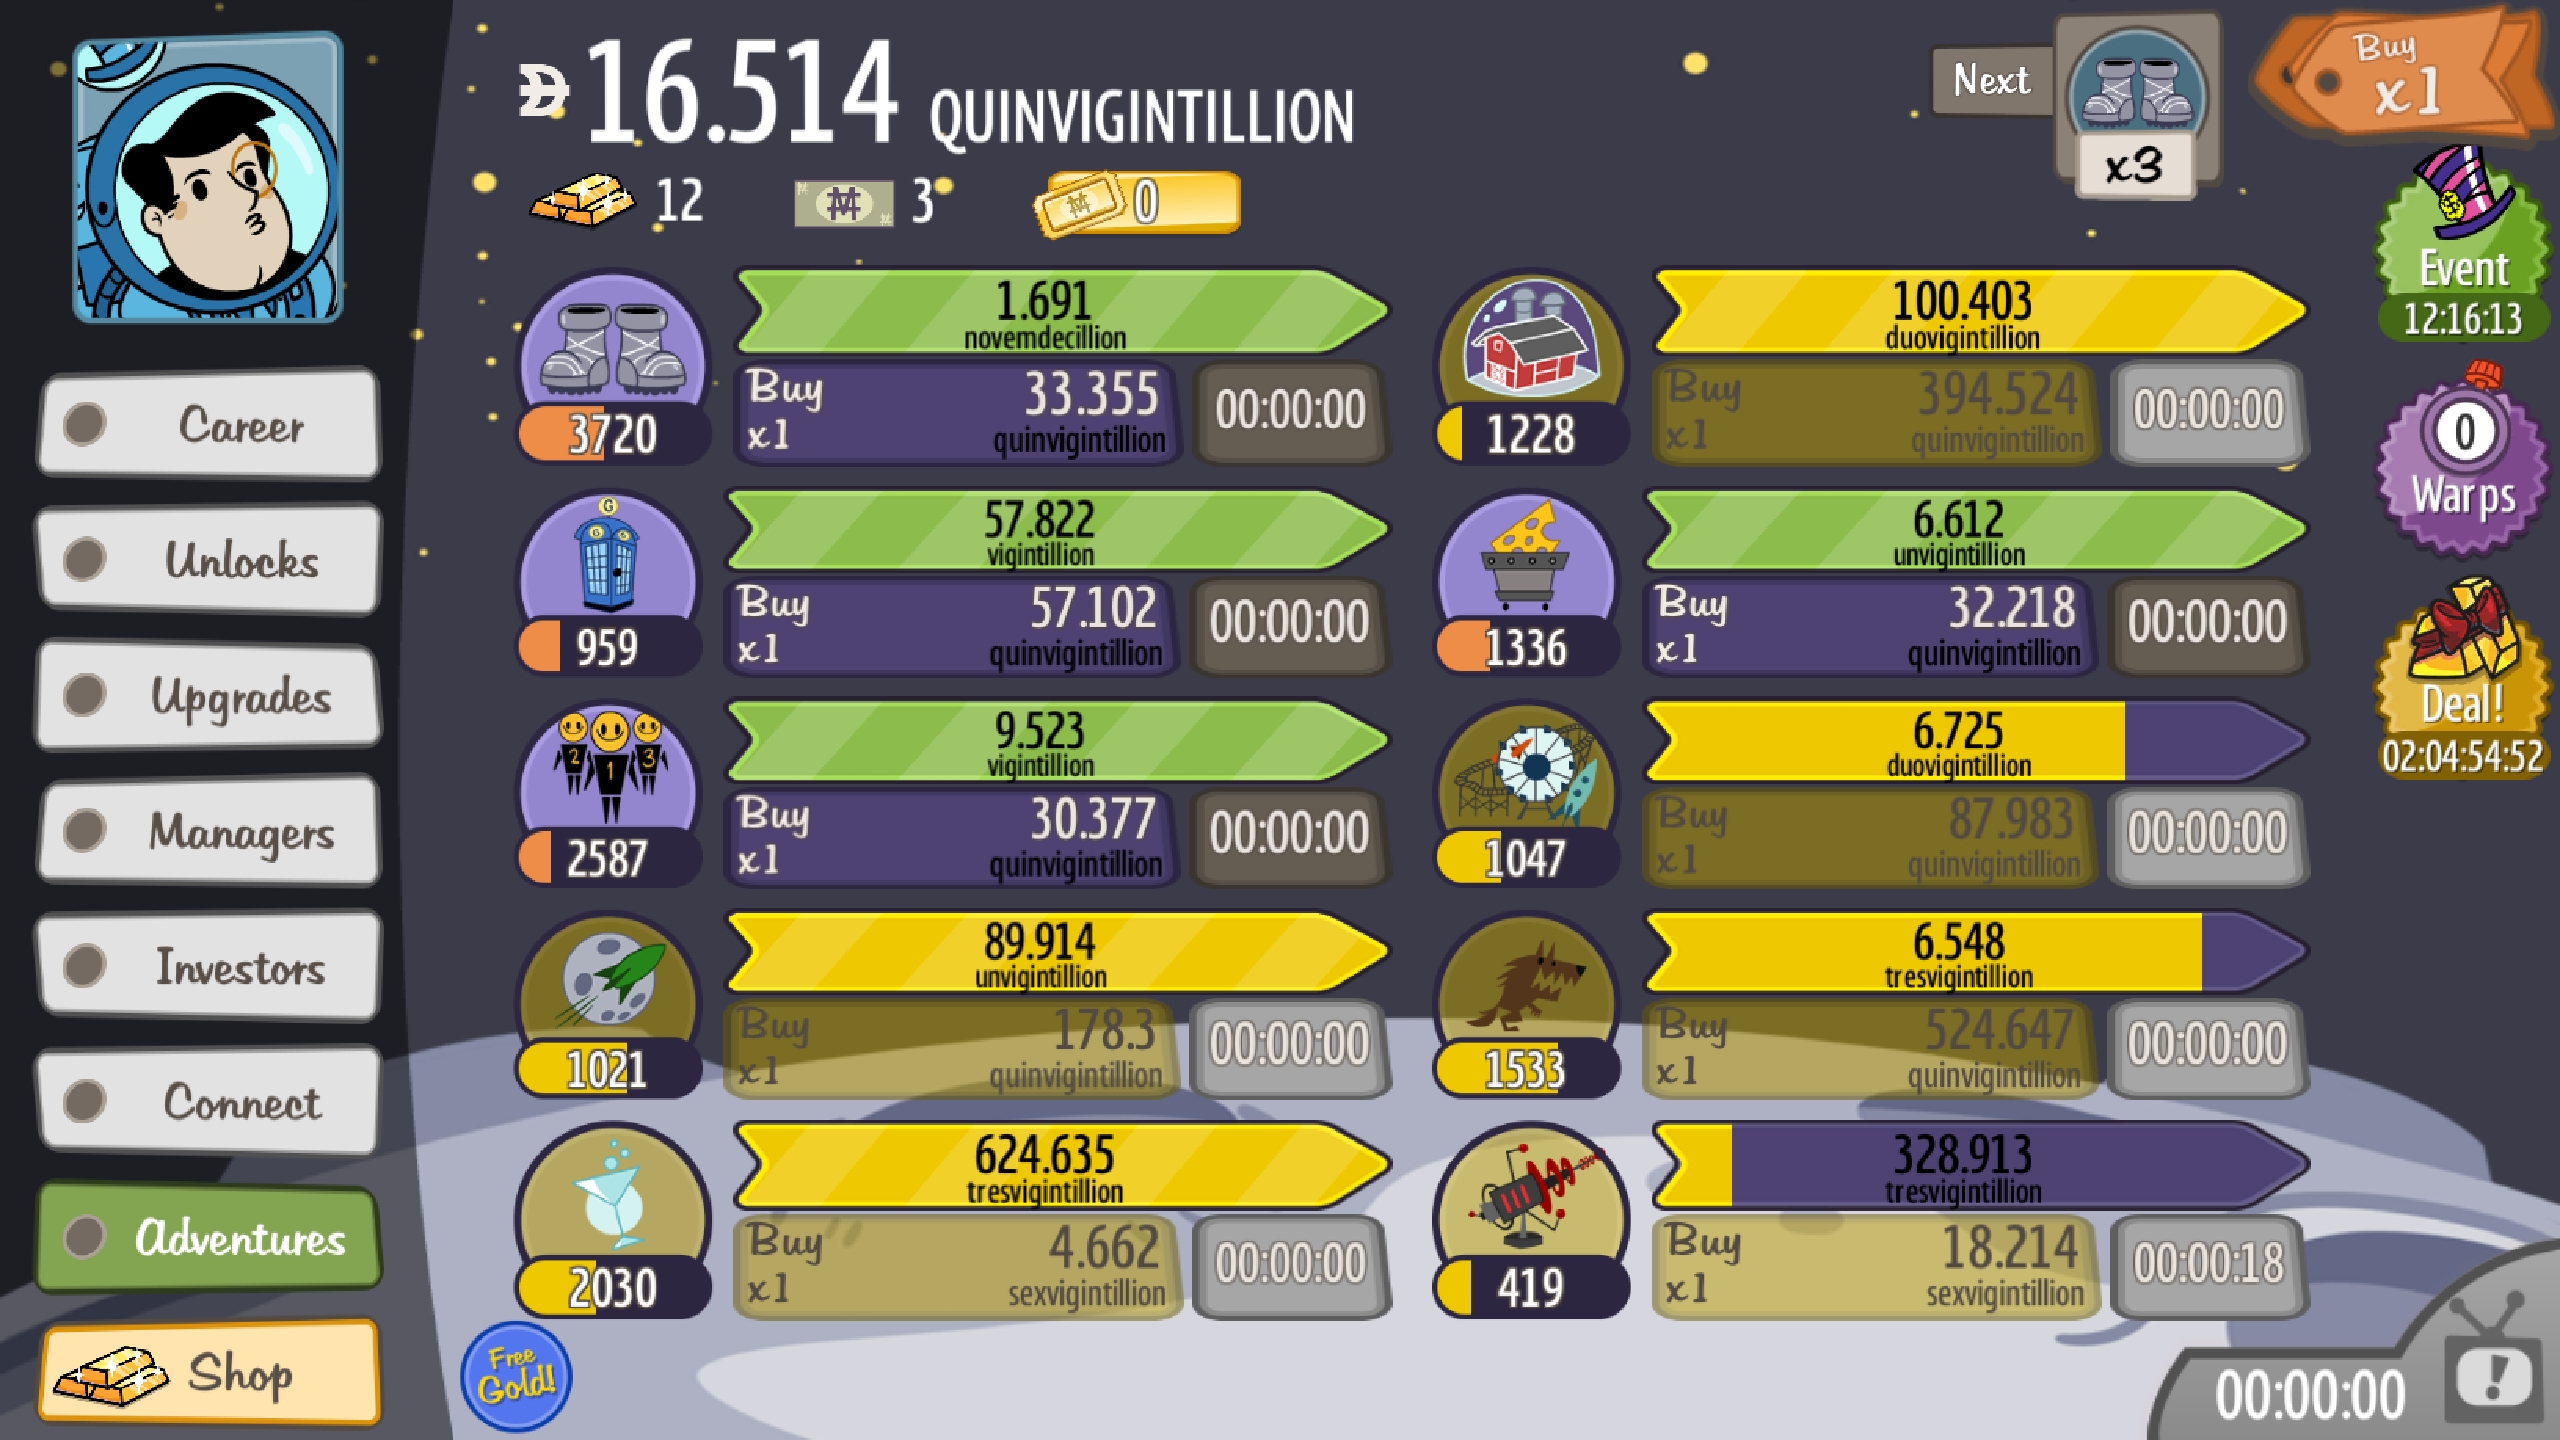 16.514 QUINVIGINTILLION
12
3
0
Next
x3
Buy
x1
Event
12:16:13
0
Warps
Deal!
02:04:54:52
Career
Unlocks
Upgrades
Managers
Investors
Connect
Adventures
Shop
Free
Gold!
1.691
novemdecillion
3720
Buy
x1
33.355
quinvigintillion
00:00:00
100.403
duovigintillion
1228
Buy
x1
394.524
quinvigintillion
00:00:00
G
G G
57.822
vigintillion
959
Buy
x1
57.102
quinvigintillion
00:00:00
6.612
unvigintillion
1336
Buy
x1
32.218
quinvigintillion
00:00:00
2 1 3
9.523
vigintillion
2587
Buy
x1
30.377
quinvigintillion
00:00:00
6.725
duovigintillion
1047
Buy
x1
87.983
quinvigintillion
00:00:00
89.914
unvigintillion
1021
Buy
x1
178.3
quinvigintillion
00:00:00
6.548
tresvigintillion
1533
Buy
x1
524.647
quinvigintillion
00:00:00
624.635
tresvigintillion
2030
Buy
x1
4.662
sexvigintillion
00:00:00
328.913
tresvigintillion
419
Buy
x1
18.214
sexvigintillion
00:00:18
00:00:00
!